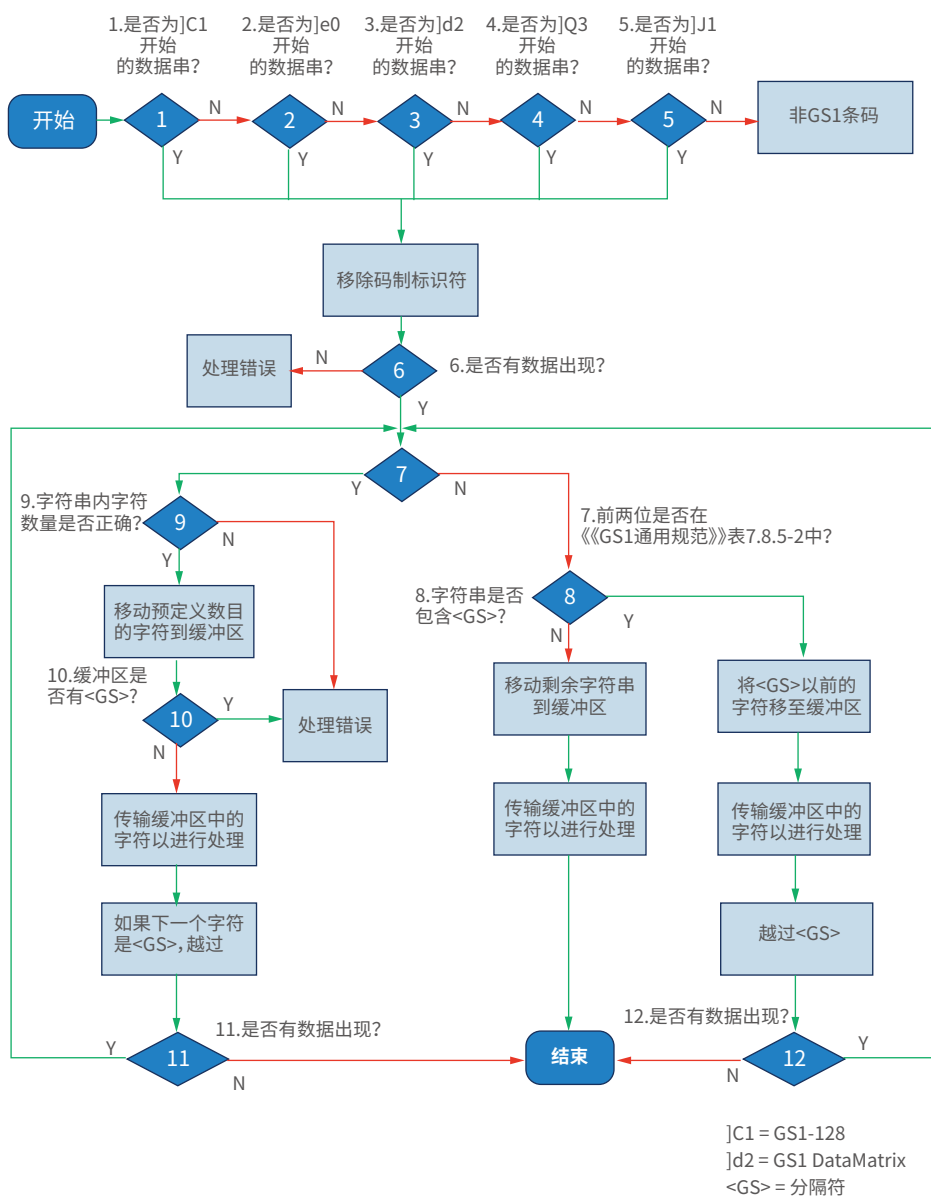 1.是否为]C1
开始
的数据串?
2.是否为]e0
开始
的数据串?
3.是否为]d2
开始
的数据串?
4.是否为]Q3
开始
的数据串?
5.是否为]J1
开始
的数据串?
开始
1
N
2
N
3
N
4
N
5
N
非GS1条码
Y
Y
Y
Y
Y
移除码制标识符
处理错误
N
6
6.是否有数据出现?
Y
7
Y
N
9.字符串内字符
数量是否正确?
9
N
Y
7.前两位是否在
《《GS1通用规范》》表7.8.5-2中?
8.字符串是否
包含<GS>?
8
N
Y
移动预定义数目
的字符到缓冲区
10.缓冲区是
否有<GS>?
10
Y
N
处理错误
移动剩余字符串
到缓冲区
将<GS>以前的
字符移至缓冲区
传输缓冲区中的
字符以进行处理
传输缓冲区中的
字符以进行处理
传输缓冲区中的
字符以进行处理
如果下一个字符
是<GS>,越过
越过<GS>
11.是否有数据出现?
12.是否有数据出现?
Y
11
N
结束
N
12
Y
]C1 = GS1-128
]d2 = GS1 DataMatrix
<GS> = 分隔符